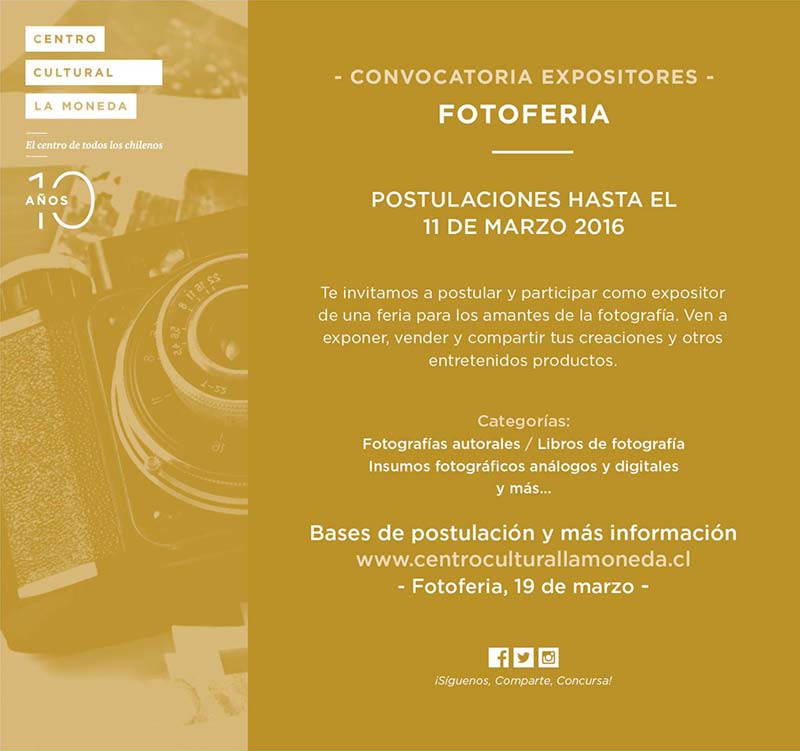 CENTRO
CULTURAL
LA MONEDA
El centro de todos los chilenos
10
AÑOS
- CONVOCATORIA EXPOSITORES -
FOTOFERIA
POSTULACIONES HASTA EL
11 DE MARZO 2016
Te invitamos a postular y participar como expositor
de una feria para los amantes de la fotografía. Ven a
exponer, vender y compartir tus creaciones y otros
entretenidos productos.
Categorías:
Fotografías autorales / Libros de fotografía
Insumos fotográficos análogos y digitales
y más...
Bases de postulación y más información
www.centroculturallamoneda.cl
- Fotoferia, 19 de marzo -
¡Síguenos, Comparte, Concursa!